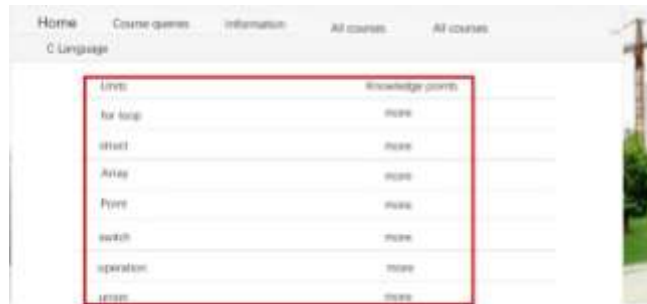 Home Course queries Information All courses All courses
C Language
Units Knowledge points
for loop more
struct more
Array more
Point more
switch more
operation more
union more